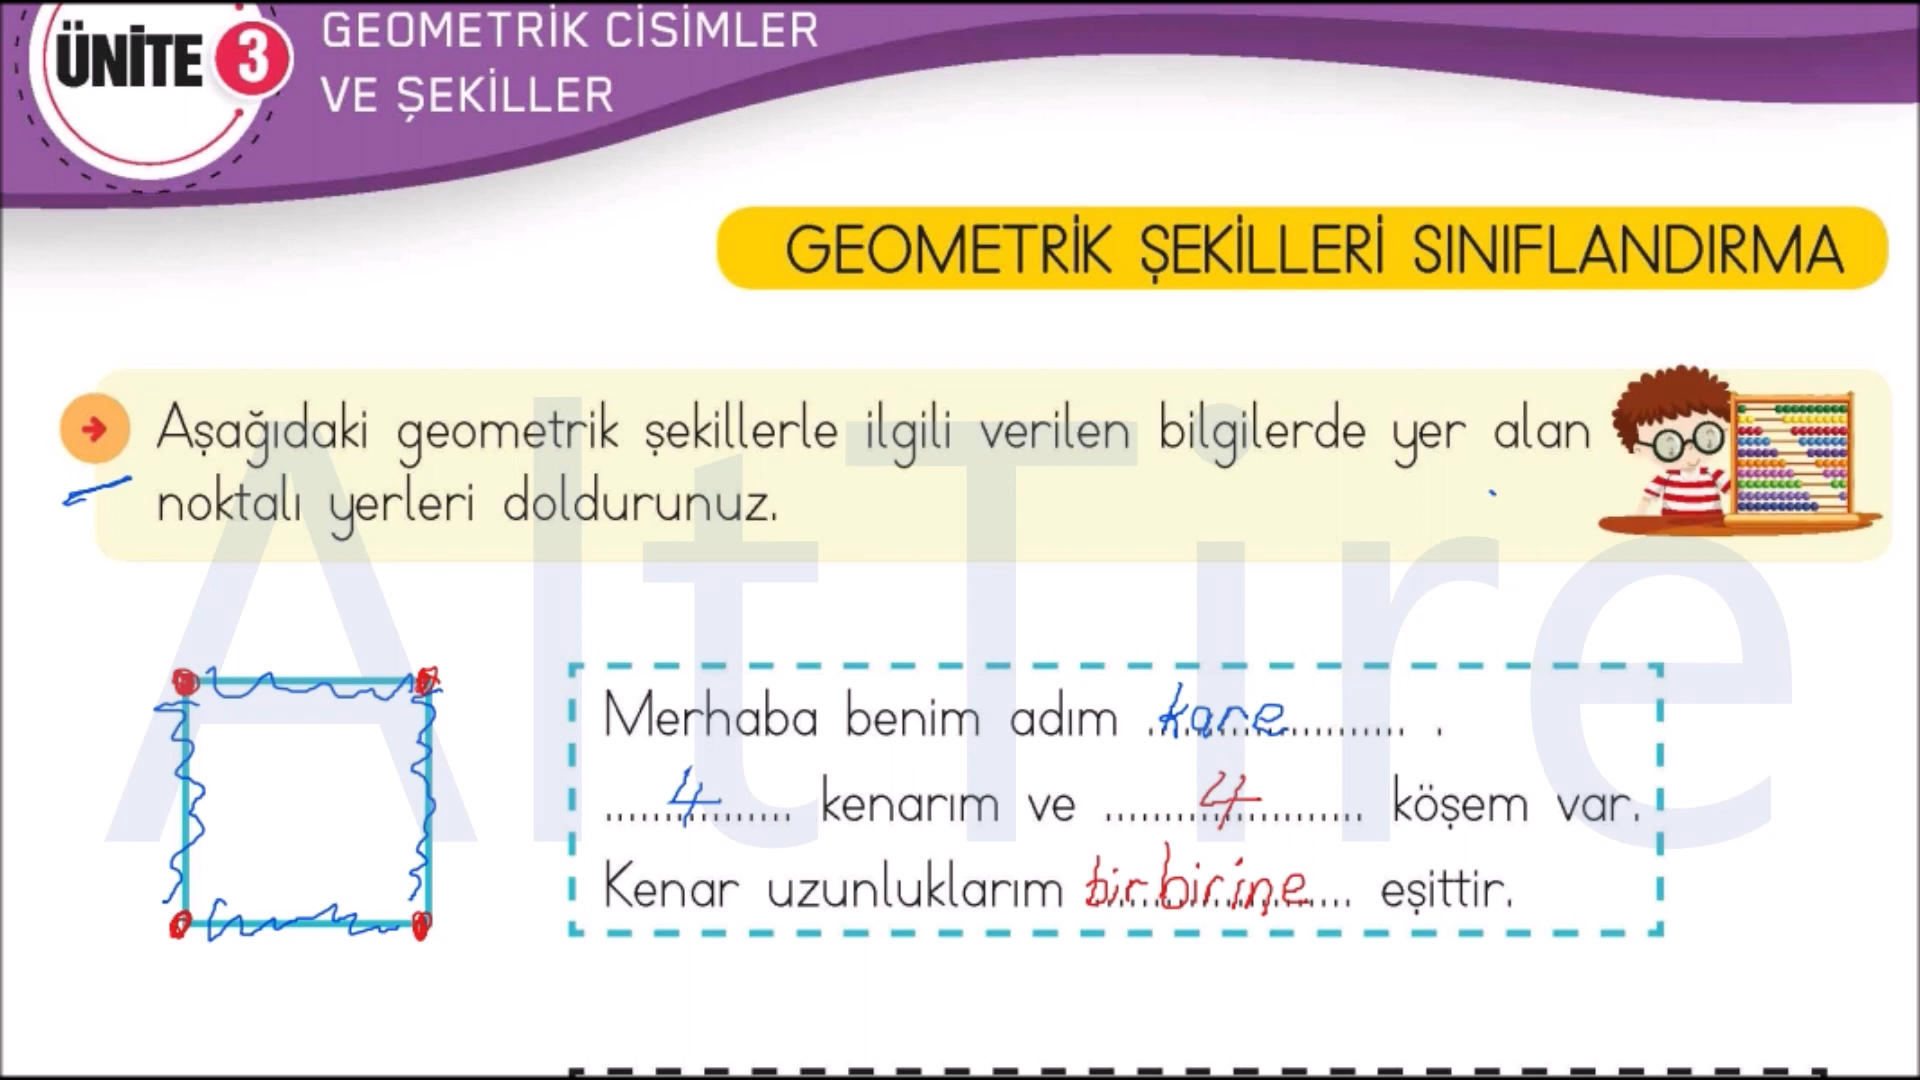 ÜNİTE 3
GEOMETRİK CİSİMLER
VE ŞEKİLLER
GEOMETRİK ŞEKİLLERİ SINIFLANDIRMA
Aşağıdaki geometrik şekillerle ilgili verilen bilgilerde yer alan
noktalı yerleri doldurunuz.
Merhaba benim adım kare .
4 kenarım ve 4 köşem var.
Kenar uzunluklarım birbirine eşittir.
AltTire